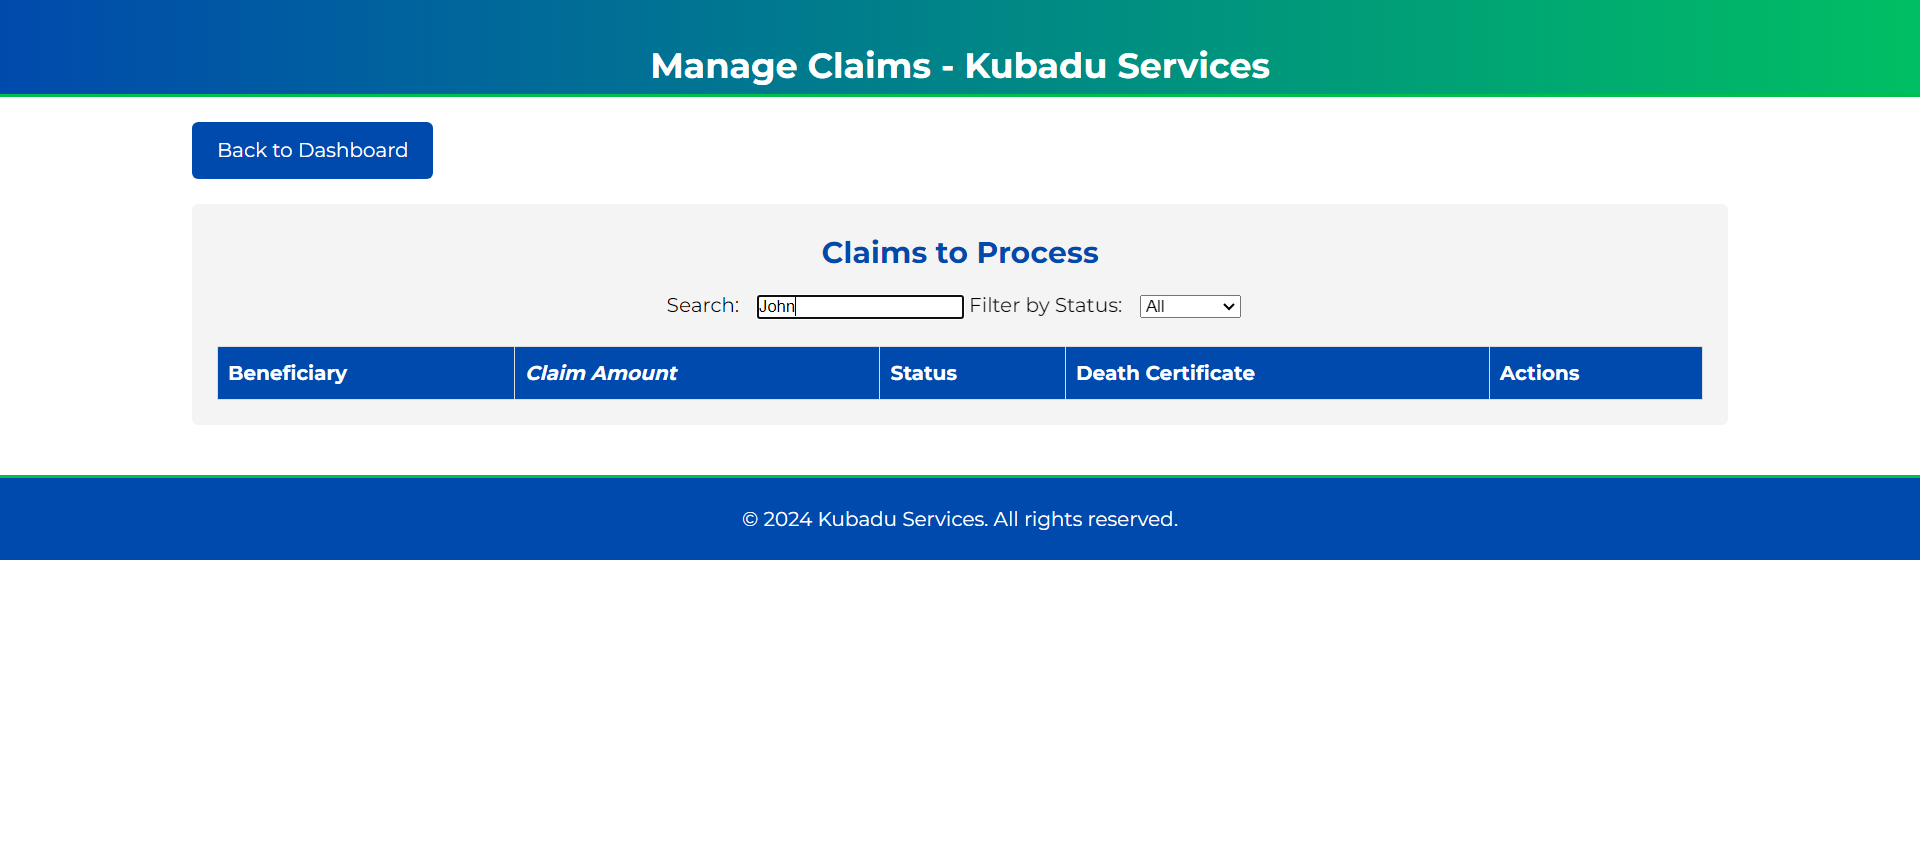 Manage Claims - Kubadu Services
Back to Dashboard
Claims to Process
Search: John Filter by Status: All
Beneficiary Claim Amount Status Death Certificate Actions
© 2024 Kubadu Services. All rights reserved.